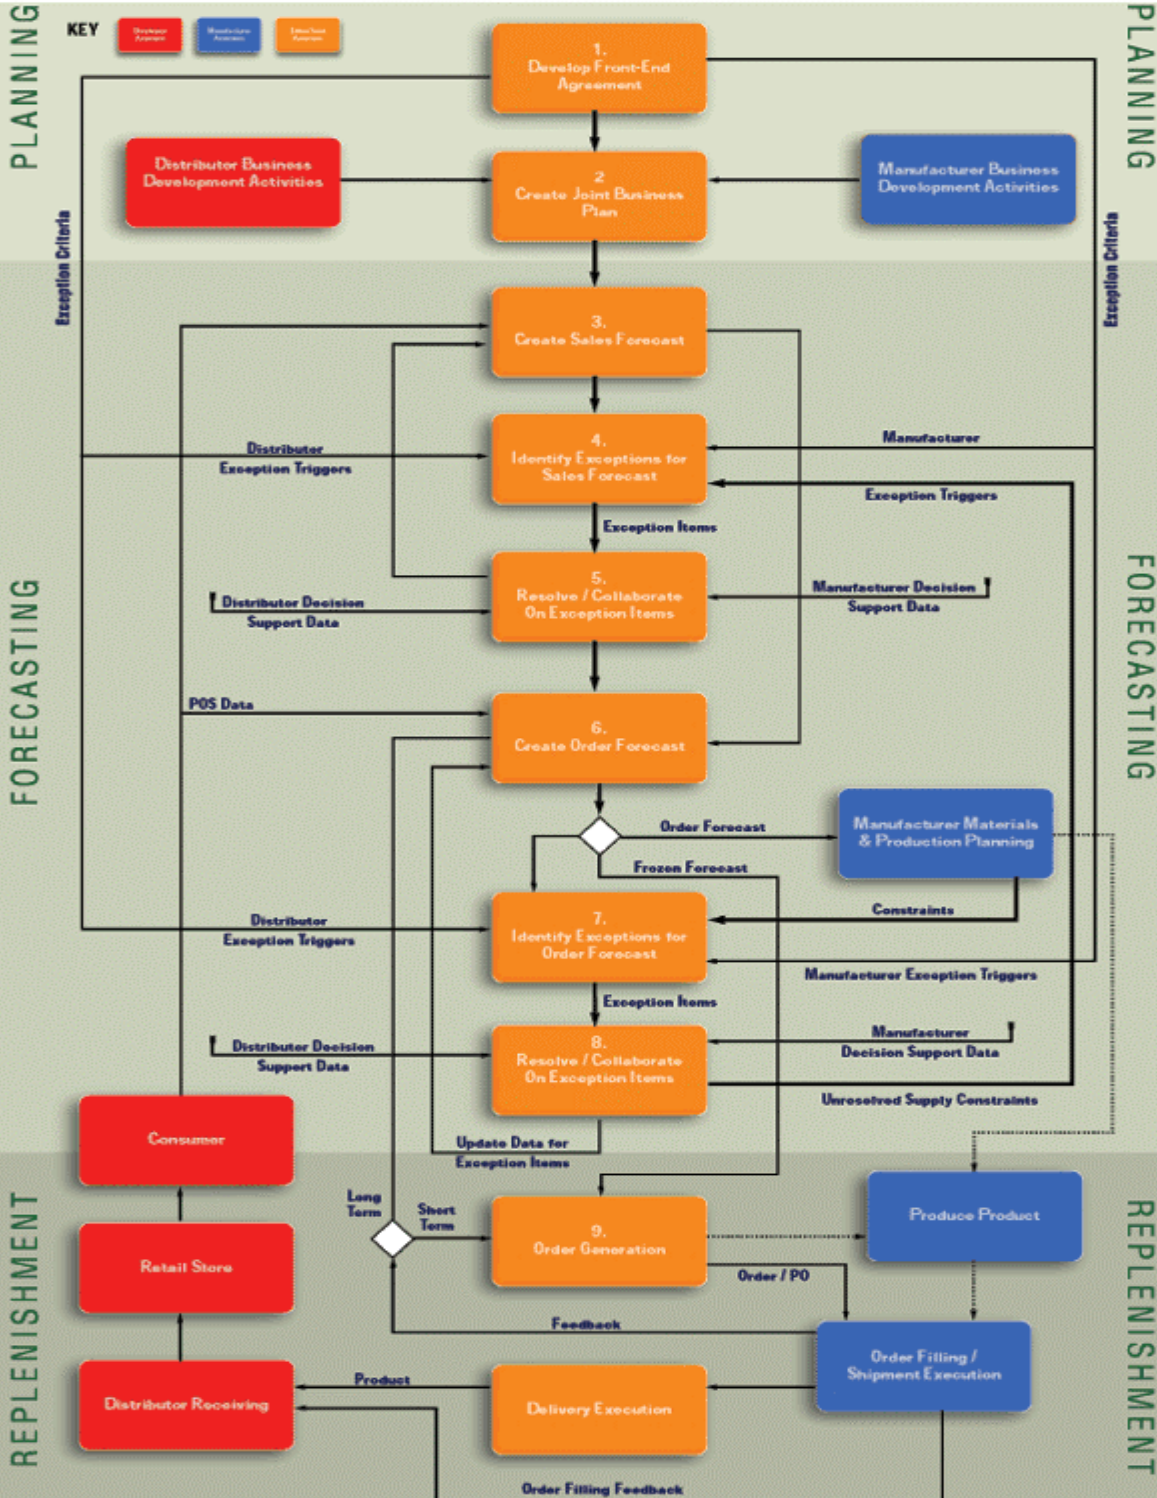 PLANNING
KEY
PLANNING
1.
Develop Front-End
Agreement
Distributor Business
Development Activities
2
Create Joint Business
Plan
Manufacturer Business
Development Activities
Exception Criteria
Exception Criteria
3.
Create Sales Forecast
Distributor
Exception Triggers
4.
Identify Exceptions for
Sales Forecast
Manufacturer
Exception Triggers
Exception Items
FORECASTING
FORECASTING
Distributor Decision
Support Data
5.
Resolve / Collaborate
On Exception Items
Manufacturer Decision
Support Data
POS Data
6.
Create Order Forecast
Order Forecast
Manufacturer Materials
& Production Planning
Frozen Forecast
Constraints
Distributor
Exception Triggers
7.
Identify Exceptions for
Order Forecast
Manufacturer Exception Triggers
Exception Items
Distributor Decision
Support Data
8.
Resolve / Collaborate
On Exception Items
Manufacturer
Decision Support Data
Unresolved Supply Constraints
Consumer
Update Data for
Exception Items
REPLENISHMENT
REPLENISHMENT
Long
Term
Short
Term
9.
Order Generation
Produce Product
Retail Store
Order / PO
Feedback
Order Filling /
Shipment Execution
Distributor Receiving
Product
Delivery Execution
Order Filling Feedback